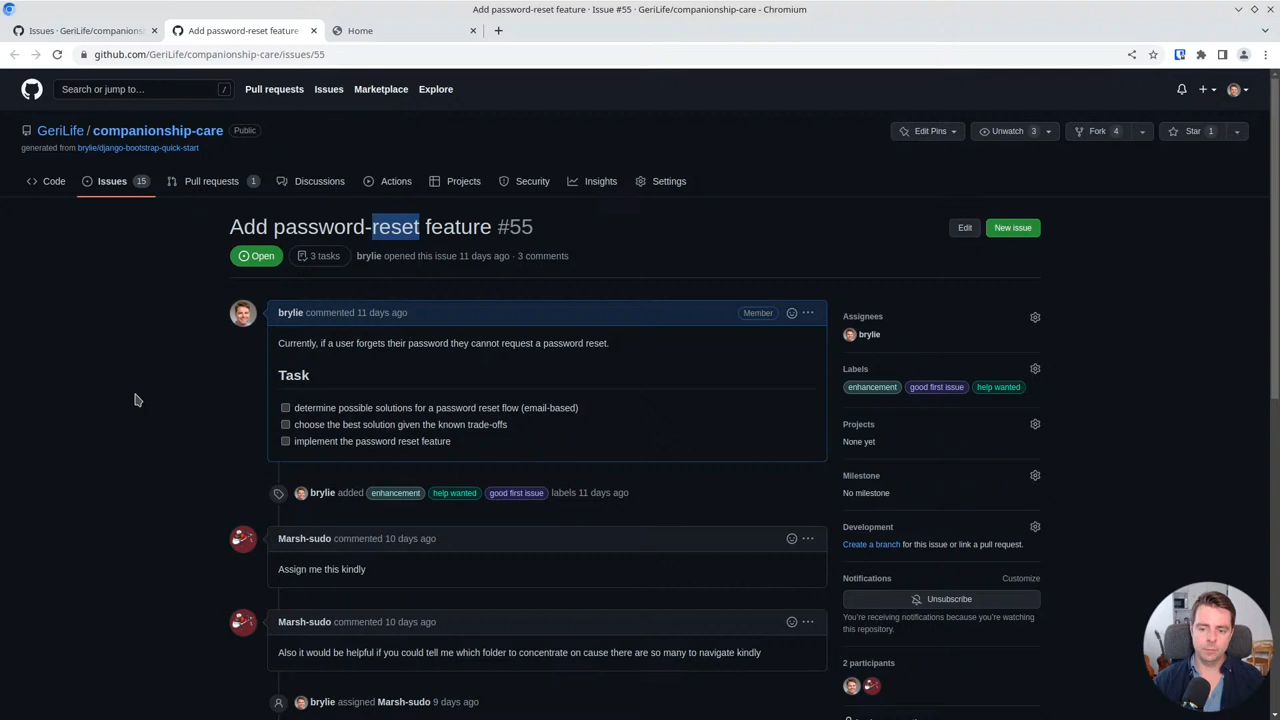 Add password-reset feature · Issue #55 · GeriLife/companionship-care - Chromium
Issues · GeriLife/companionsh
Add password-reset feature
Home
github.com/GeriLife/companionship-care/issues/55
Search or jump to… /
Pull requests
Issues
Marketplace
Explore
GeriLife / companionship-care Public
generated from brylie/django-bootstrap-quick-start
Edit Pins
Unwatch 3
Fork 4
Star 1
Code
Issues 15
Pull requests 1
Discussions
Actions
Projects
Security
Insights
Settings
Add password-reset feature #55
Edit
New issue
Open
3 tasks
brylie opened this issue 11 days ago · 3 comments
brylie commented 11 days ago
Member
Currently, if a user forgets their password they cannot request a password reset.
Task
determine possible solutions for a password reset flow (email-based)
choose the best solution given the known trade-offs
implement the password reset feature
brylie added enhancement help wanted good first issue labels 11 days ago
Marsh-sudo commented 10 days ago
Assign me this kindly
Marsh-sudo commented 10 days ago
Also it would be helpful if you could tell me which folder to concentrate on cause there are so many to navigate kindly
brylie assigned Marsh-sudo 9 days ago
Assignees
brylie
Labels
enhancement good first issue help wanted
Projects
None yet
Milestone
No milestone
Development
Create a branch for this issue or link a pull request.
Notifications
Customize
Unsubscribe
You're receiving notifications because you're watching
this repository.
2 participants